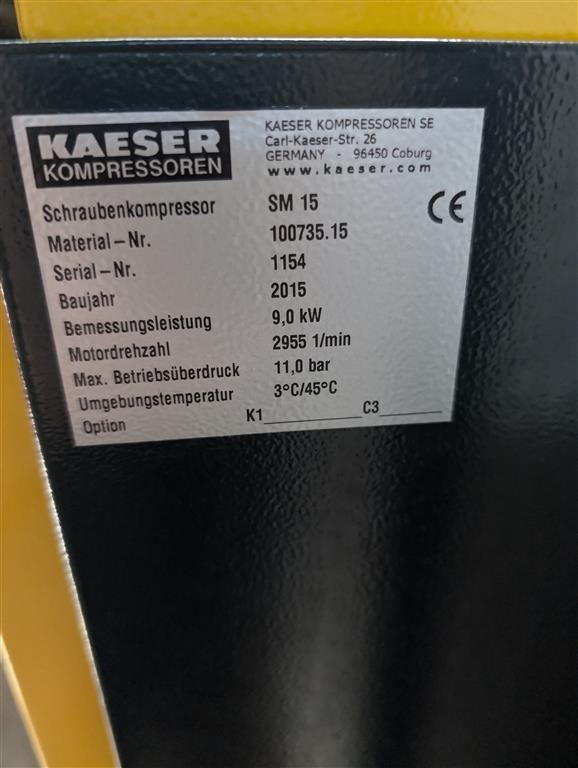 KAESER
KOMPRESSOREN
KAESER KOMPRESSOREN SE
Carl-Kaeser-Str. 26
GERMANY - 96450 Coburg
www.kaeser.com
CE
Schraubenkompressor SM 15
Material-Nr. 100735.15
Serial-Nr. 1154
Baujahr 2015
Bemessungsleistung 9,0 kW
Motordrehzahl 2955 1/min
Max. Betriebsüberdruck 11,0 bar
Umgebungstemperatur 3°C/45°C
Option K1________ C3________